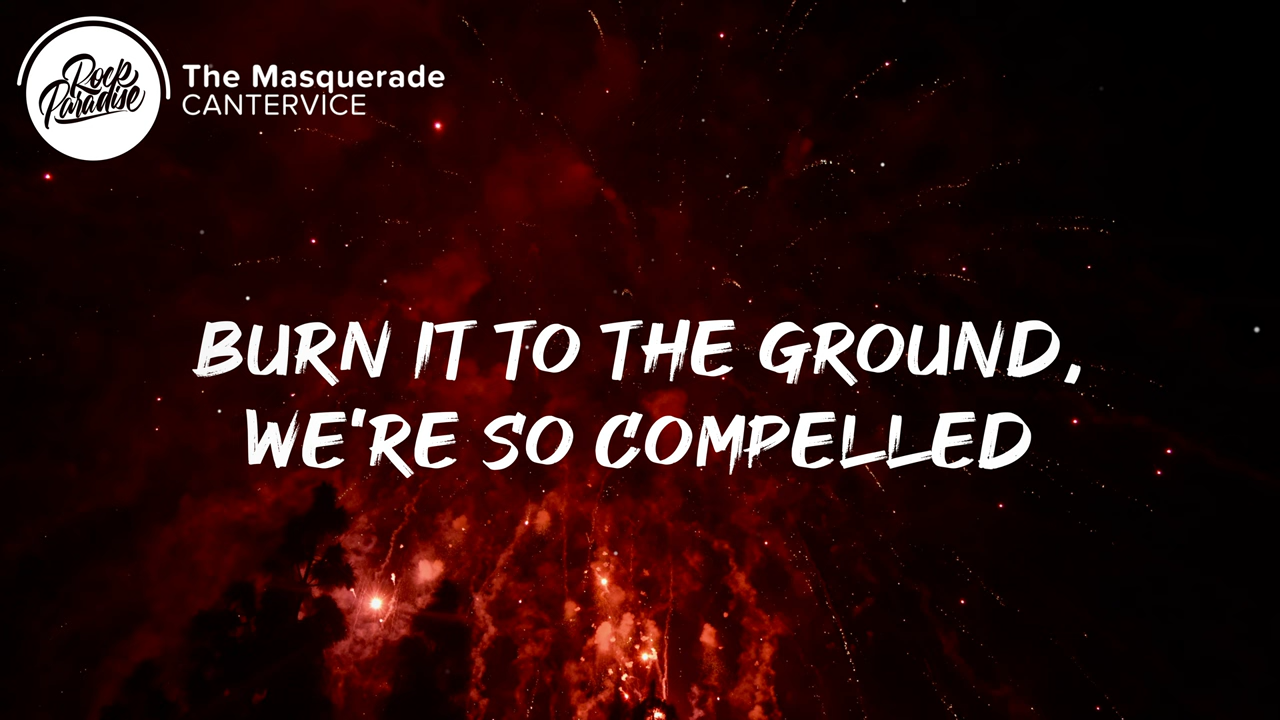 Rock
Paradise
The Masquerade
CANTERVICE
BURN IT TO THE GROUND,
WE'RE SO COMPELLED